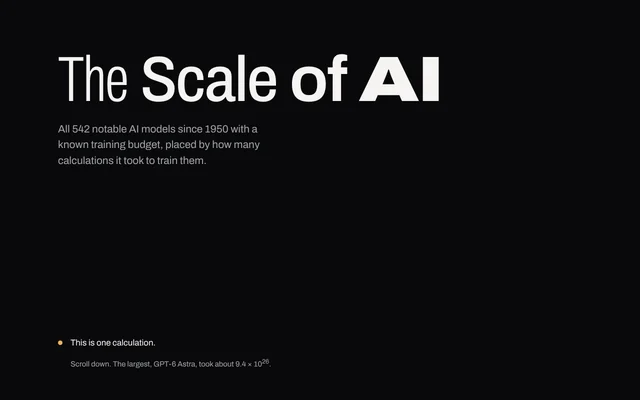 The Scale of AI
All 542 notable AI models since 1950 with a
known training budget, placed by how many
calculations it took to train them.
This is one calculation.
Scroll down. The largest, GPT-6 Astra, took about 9.4 × 10²⁶.